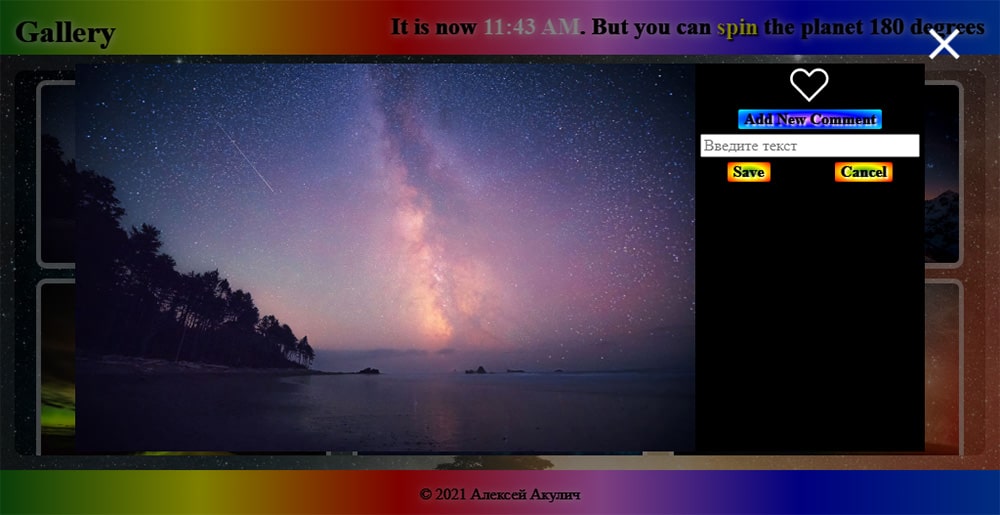 Gallery
It is now 11:43 AM. But you can spin the planet 180 degrees
Add New Comment
Введите текст
Save Cancel
© 2021 Алексей Акулич